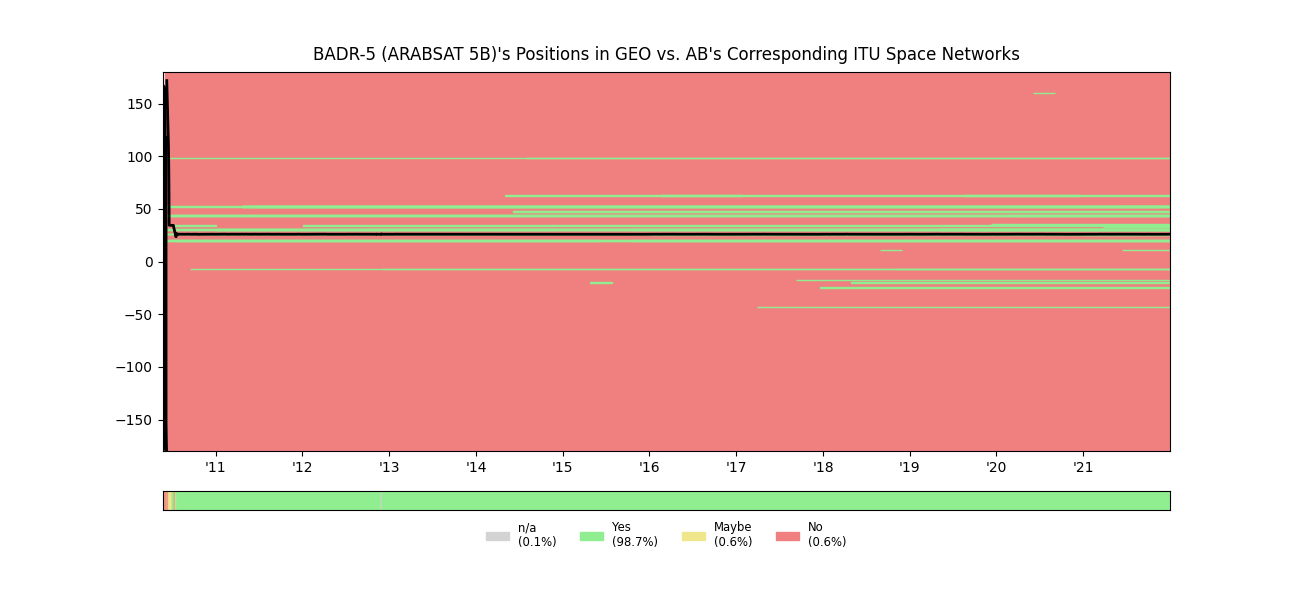 BADR-5 (ARABSAT 5B)'s Positions in GEO vs. AB's Corresponding ITU Space Networks
150
100
50
0
−50
−100
−150
'11 '12 '13 '14 '15 '16 '17 '18 '19 '20 '21
n/a Yes Maybe No
(0.1%) (98.7%) (0.6%) (0.6%)